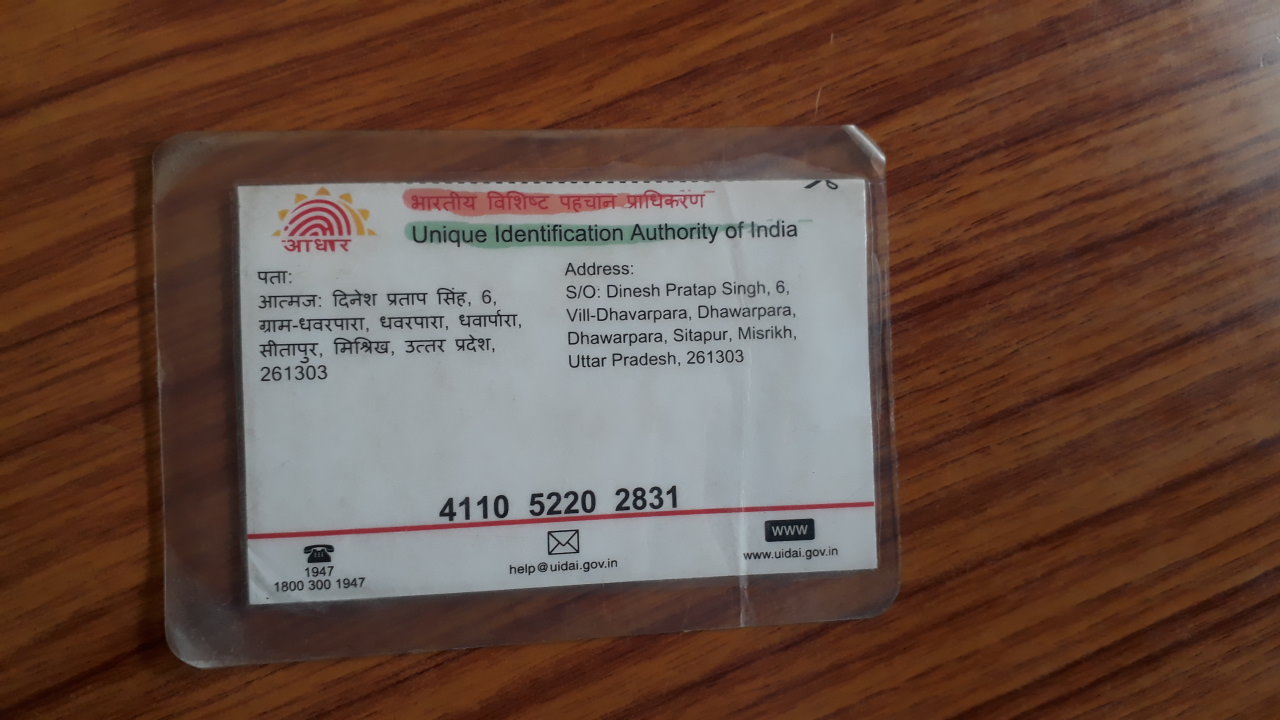 भारतीय विशिष्ट पहचान प्राधिकरण
Unique Identification Authority of India
आधार
पता:
आत्मज: दिनेश प्रताप सिंह, 6,
ग्राम-धवरपारा, धवरपारा, धवार्पारा,
सीतापुर, मिश्रिख, उत्तर प्रदेश,
261303
Address:
S/O: Dinesh Pratap Singh, 6,
Vill-Dhavarpara, Dhawarpara,
Dhawarpara, Sitapur, Misrikh,
Uttar Pradesh, 261303
4110 5220 2831
1947
1800 300 1947
help@uidai.gov.in
www
www.uidai.gov.in